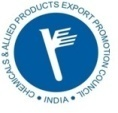 CHEMICALS & ALLIED PRODUCTS EXPORT PROMOTION COUNCIL
INDIA